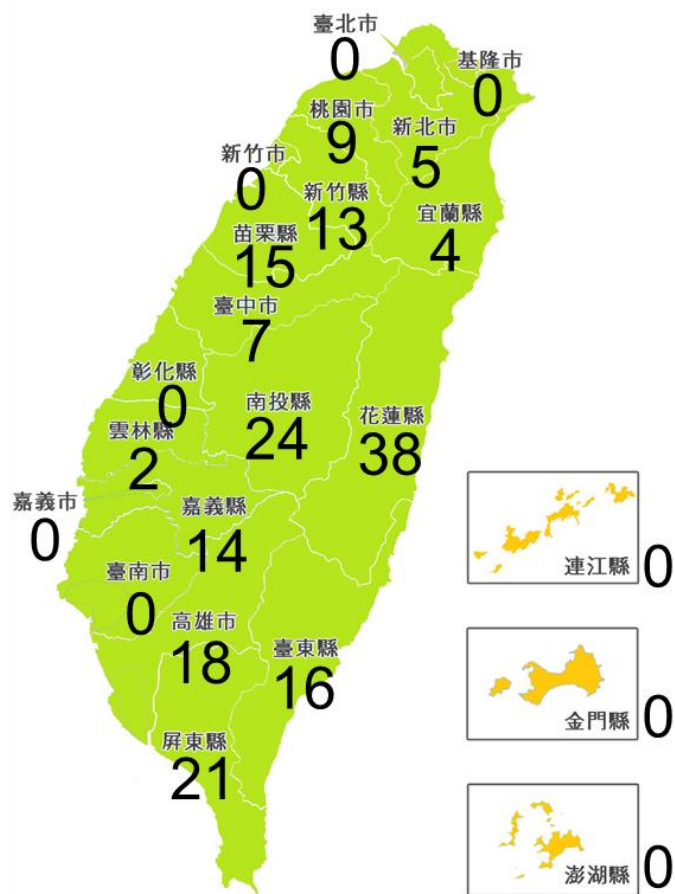 臺北市
0
基隆市
0
桃園市
9
新北市
5
新竹市
0
新竹縣
13
宜蘭縣
4
苗栗縣
15
臺中市
7
彰化縣
0
南投縣
24
花蓮縣
38
雲林縣
2
嘉義市
0
嘉義縣
14
連江縣 0
臺南市
0
高雄市
18
臺東縣
16
金門縣 0
屏東縣
21
澎湖縣 0